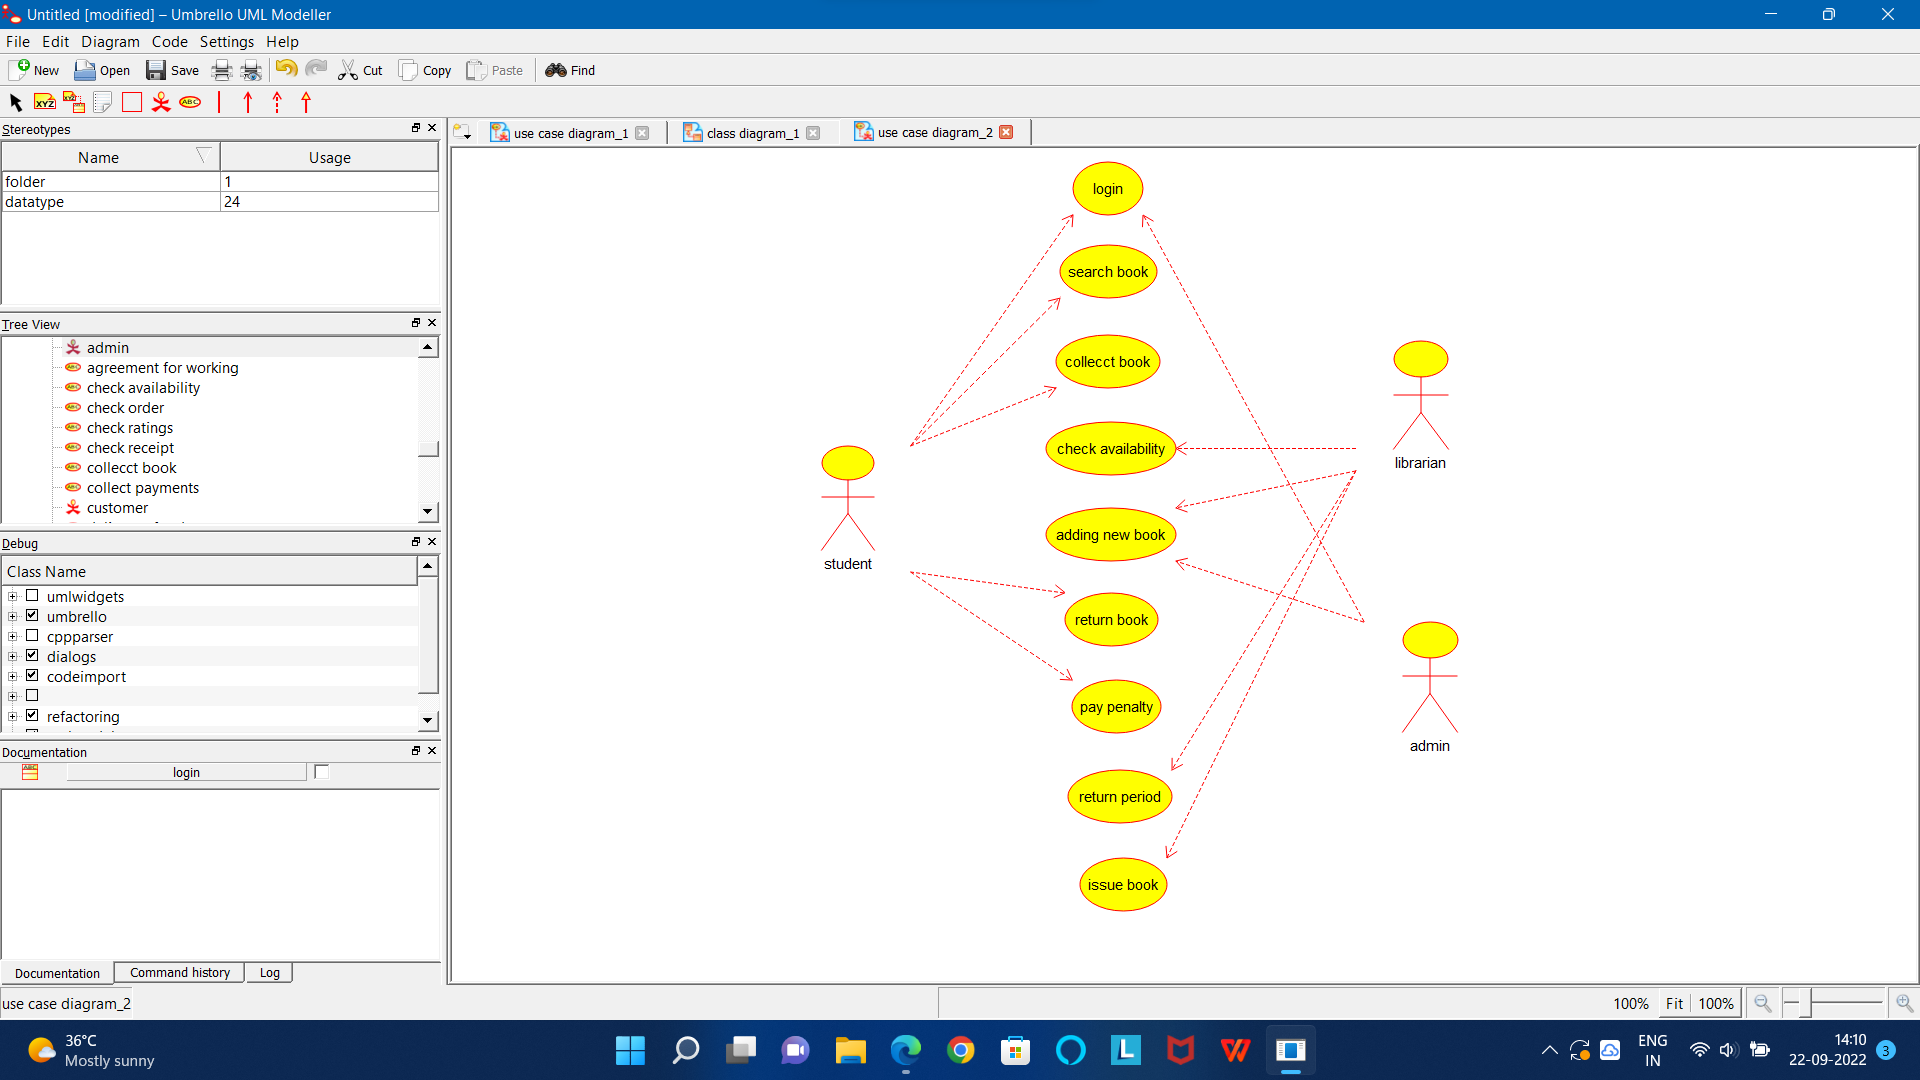 Untitled [modified] – Umbrello UML Modeller
File Edit Diagram Code Settings Help
New Open Save Cut Copy Paste Find
XYZ XYZ ABC
Stereotypes
Name Usage
folder 1
datatype 24
Tree View
admin
agreement for working
check availability
check order
check ratings
check receipt
collecct book
collect payments
customer
Debug
Class Name
umlwidgets
umbrello
cppparser
dialogs
codeimport
refactoring
Documentation
login
Documentation Command history Log
use case diagram_2
use case diagram_1 class diagram_1 use case diagram_2
login
search book
collecct book
check availability
adding new book
return book
pay penalty
return period
issue book
student
librarian
admin
100% Fit 100%
36°C
Mostly sunny
ENG
IN
14:10
22-09-2022
3